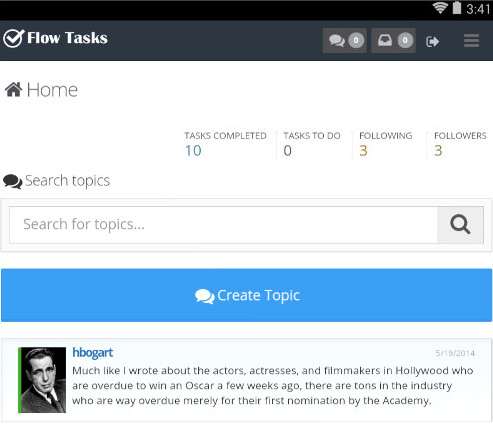 3:41
Flow Tasks
0
0
Home
TASKS COMPLETED
10
TASKS TO DO
0
FOLLOWING
3
FOLLOWERS
3
Search topics
Search for topics...
Create Topic
hbogart
5/19/2014
Much like I wrote about the actors, actresses, and filmmakers in Hollywood who
are overdue to win an Oscar a few weeks ago, there are tons in the industry
who are way overdue merely for their first nomination by the Academy.